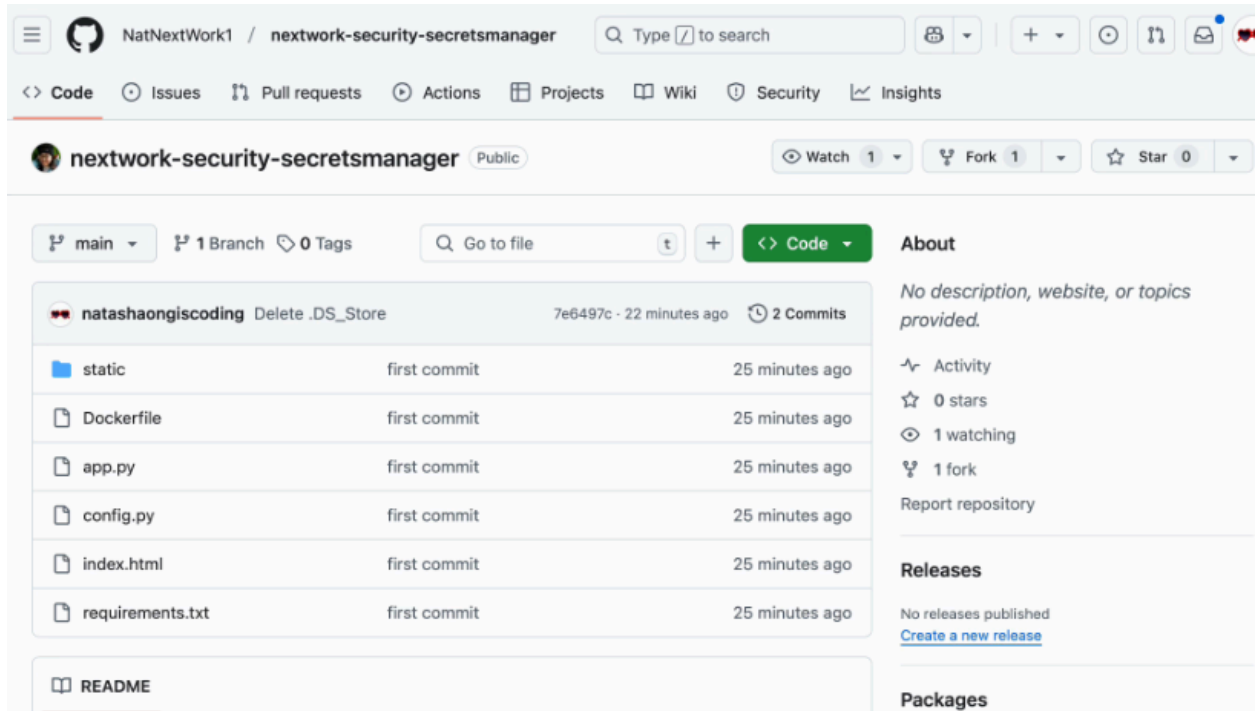 NatNextWork1 / nextwork-security-secretsmanager Type / to search
<> Code Issues Pull requests Actions Projects Wiki Security Insights
nextwork-security-secretsmanager Public Watch 1 Fork 1 Star 0
main 1 Branch 0 Tags Go to file t + <> Code
natashaongiscoding Delete .DS_Store 7e6497c · 22 minutes ago 2 Commits
static first commit 25 minutes ago
Dockerfile first commit 25 minutes ago
app.py first commit 25 minutes ago
config.py first commit 25 minutes ago
index.html first commit 25 minutes ago
requirements.txt first commit 25 minutes ago
README
About
No description, website, or topics
provided.
Activity
0 stars
1 watching
1 fork
Report repository
Releases
No releases published
Create a new release
Packages